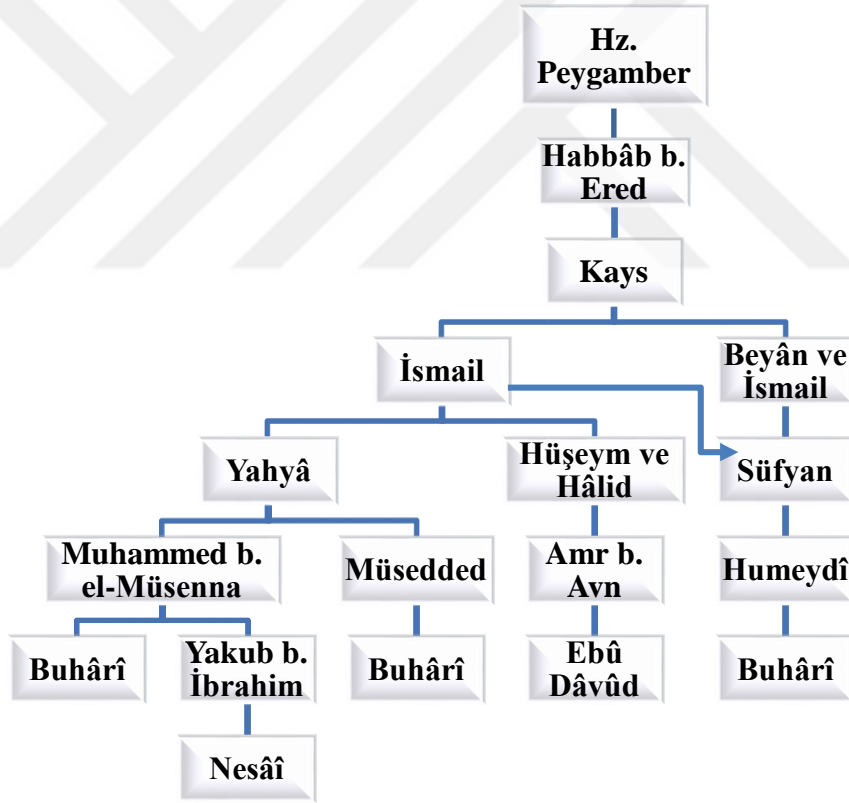 Hz.
Peygamber
Habbâb b.
Ered
Kays
İsmail
Beyân ve
İsmail
Yahyâ
Hüşeym ve
Hâlid
Süfyan
Muhammed b.
el-Müsenna
Müsedded
Amr b.
Avn
Humeydî
Buhârî
Yakub b.
İbrahim
Buhârî
Ebû
Dâvûd
Buhârî
Nesâî